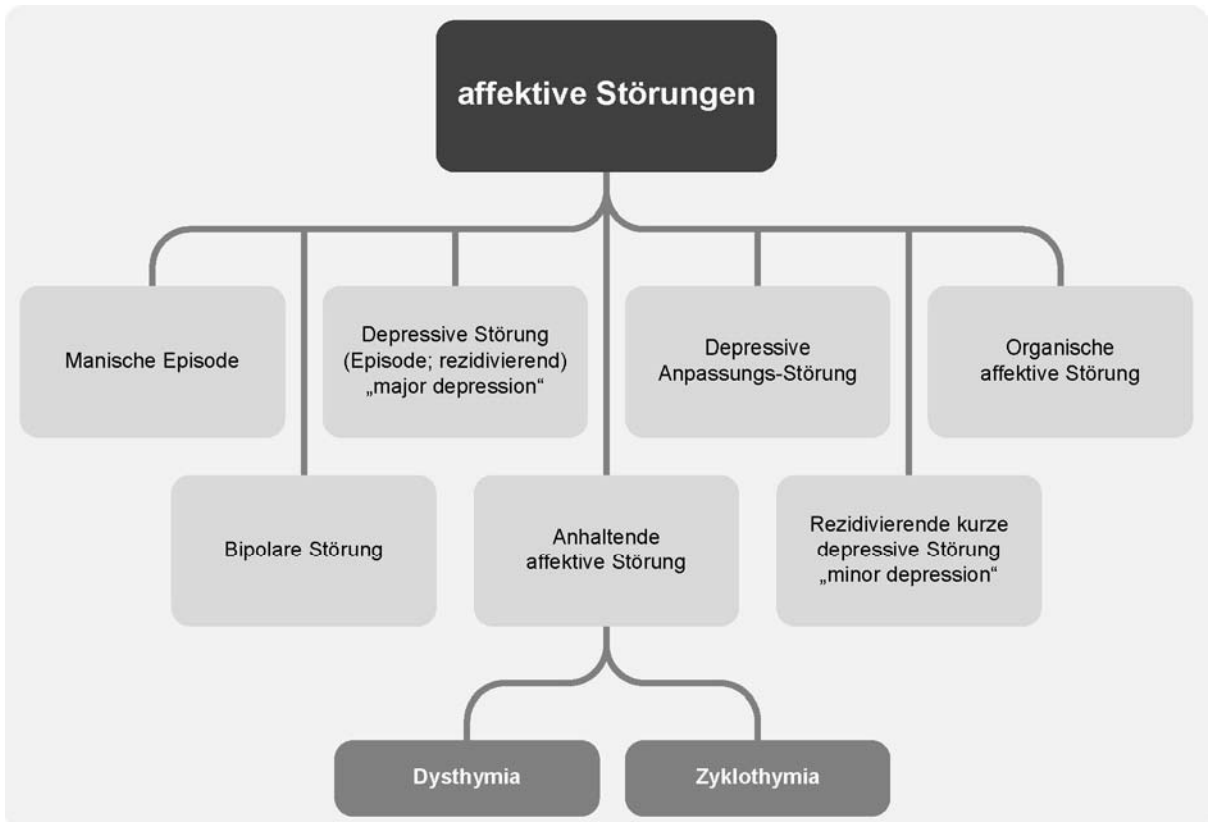 affektive Störungen
Manische Episode
Depressive Störung
(Episode; rezidivierend)
„major depression“
Depressive
Anpassungs-Störung
Organische
affektive Störung
Bipolare Störung
Anhaltende
affektive Störung
Rezidivierende kurze
depressive Störung
„minor depression“
Dysthymia
Zyklothymia